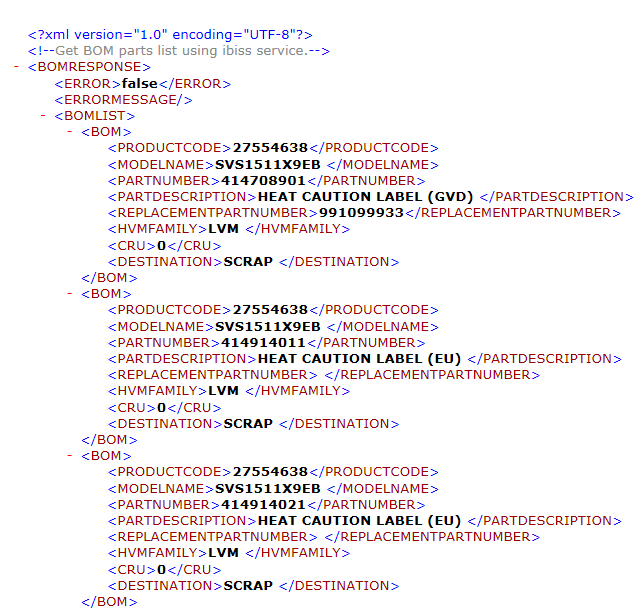 <?xml version="1.0" encoding="UTF-8"?>
<!--Get BOM parts list using ibiss service.-->
- <BOMRESPONSE>
<ERROR>false</ERROR>
<ERRORMESSAGE/>
- <BOMLIST>
- <BOM>
<PRODUCTCODE>27554638</PRODUCTCODE>
<MODELNAME>SVS1511X9EB </MODELNAME>
<PARTNUMBER>414708901</PARTNUMBER>
<PARTDESCRIPTION>HEAT CAUTION LABEL (GVD) </PARTDESCRIPTION>
<REPLACEMENTPARTNUMBER>991099933</REPLACEMENTPARTNUMBER>
<HVMFAMILY>LVM </HVMFAMILY>
<CRU>0</CRU>
<DESTINATION>SCRAP </DESTINATION>
</BOM>
- <BOM>
<PRODUCTCODE>27554638</PRODUCTCODE>
<MODELNAME>SVS1511X9EB </MODELNAME>
<PARTNUMBER>414914011</PARTNUMBER>
<PARTDESCRIPTION>HEAT CAUTION LABEL (EU) </PARTDESCRIPTION>
<REPLACEMENTPARTNUMBER> </REPLACEMENTPARTNUMBER>
<HVMFAMILY>LVM </HVMFAMILY>
<CRU>0</CRU>
<DESTINATION>SCRAP </DESTINATION>
</BOM>
- <BOM>
<PRODUCTCODE>27554638</PRODUCTCODE>
<MODELNAME>SVS1511X9EB </MODELNAME>
<PARTNUMBER>414914021</PARTNUMBER>
<PARTDESCRIPTION>HEAT CAUTION LABEL (EU) </PARTDESCRIPTION>
<REPLACEMENTPARTNUMBER> </REPLACEMENTPARTNUMBER>
<HVMFAMILY>LVM </HVMFAMILY>
<CRU>0</CRU>
<DESTINATION>SCRAP </DESTINATION>
</BOM>